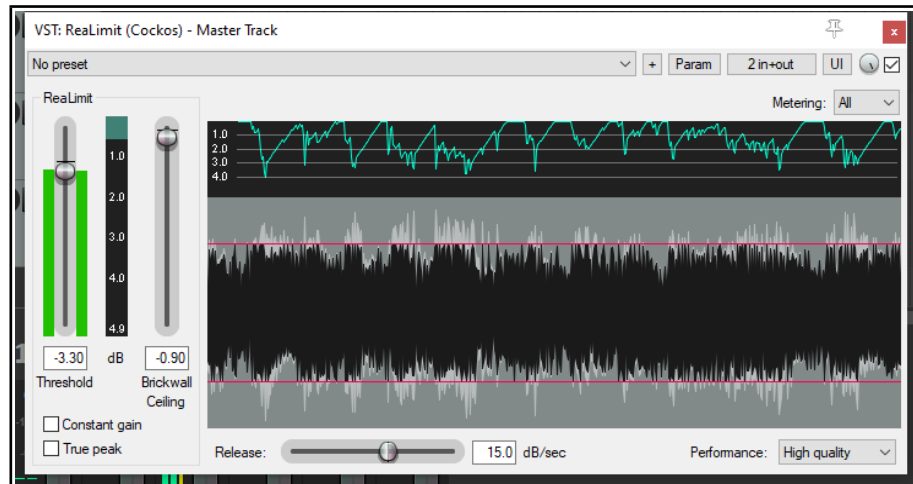 VST: ReaLimit (Cockos) - Master Track
No preset
+
Param
2 in+out
UI
ReaLimit
Metering: All
1.0
2.0
3.0
4.0
4.9
1.0
2.0
3.0
4.0
-3.30
dB
-0.90
Threshold
Brickwall
Ceiling
Constant gain
True peak
Release:
15.0 dB/sec
Performance: High quality